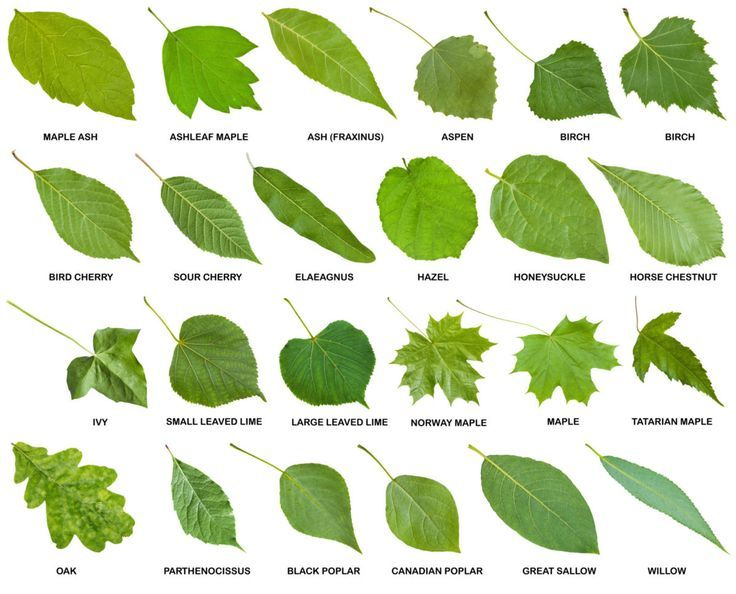 MAPLE ASH
ASHLEAF MAPLE
ASH (FRAXINUS)
ASPEN
BIRCH
BIRCH
BIRD CHERRY
SOUR CHERRY
ELAEAGNUS
HAZEL
HONEYSUCKLE
HORSE CHESTNUT
IVY
SMALL LEAVED LIME
LARGE LEAVED LIME
NORWAY MAPLE
MAPLE
TATARIAN MAPLE
OAK
PARTHENOCISSUS
BLACK POPLAR
CANADIAN POPLAR
GREAT SALLOW
WILLOW